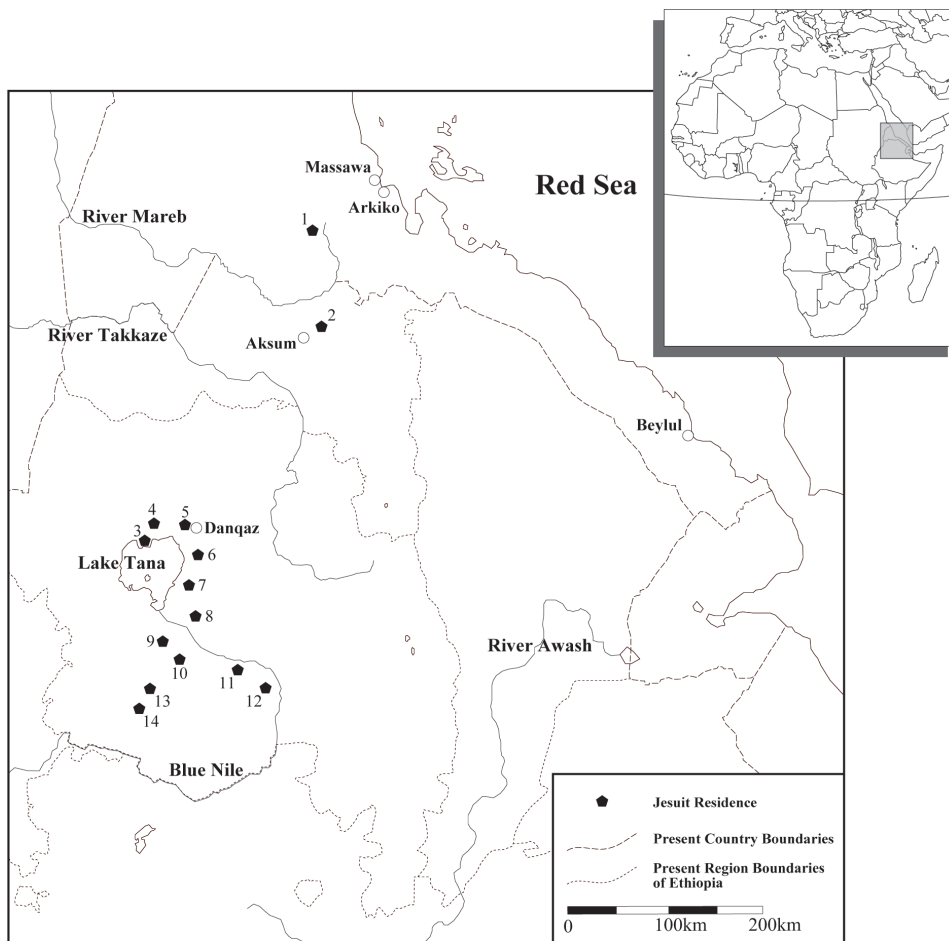 Massawa
Red Sea
Arkiko
River Mareb
1
2
River Takkaze
Aksum
Beylul
4
5
Danqaz
3
6
Lake Tana
7
8
9
River Awash
10
11
13
12
14
Blue Nile
Jesuit Residence
Present Country Boundaries
Present Region Boundaries
of Ethiopia
0 100km 200km